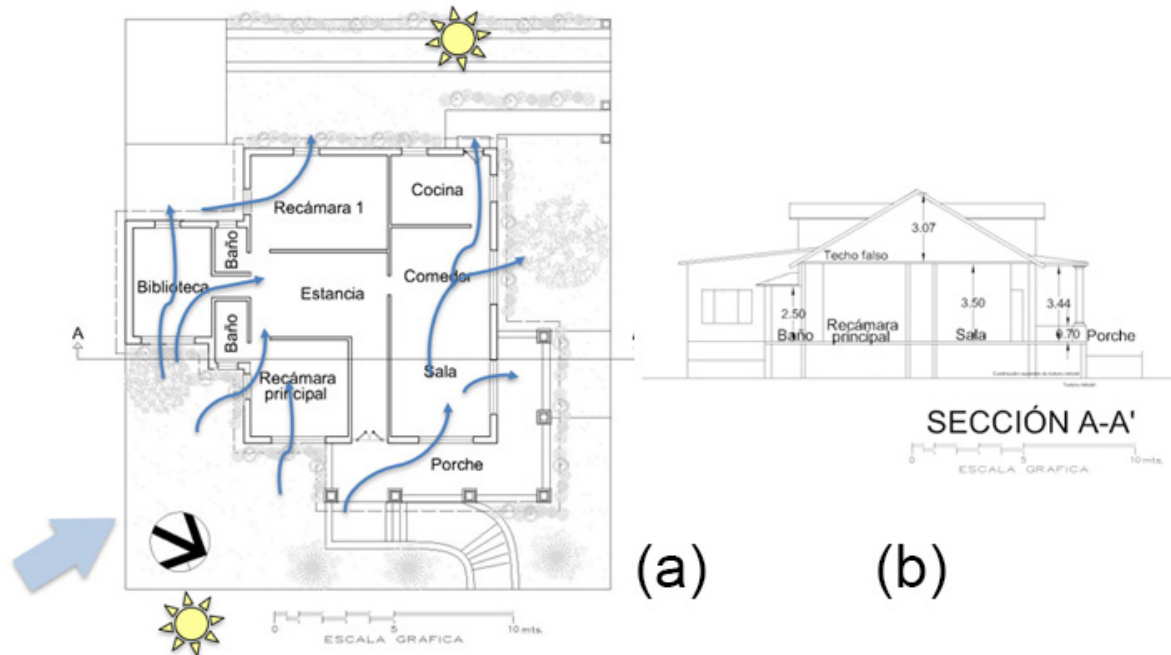 Recámara 1
Cocina
Baño
Biblioteca
Estancia
Comedor
Baño
A
Recámara
principal
Sala
Porche
0
5
10 mts.
ESCALA GRAFICA
(a)
3.07
Techo falso
2.50
3.50
3.44
0.70
Baño
Recámara
principal
Sala
Porche
SECCIÓN A-A'
0
5
10 mts.
ESCALA GRAFICA
(b)